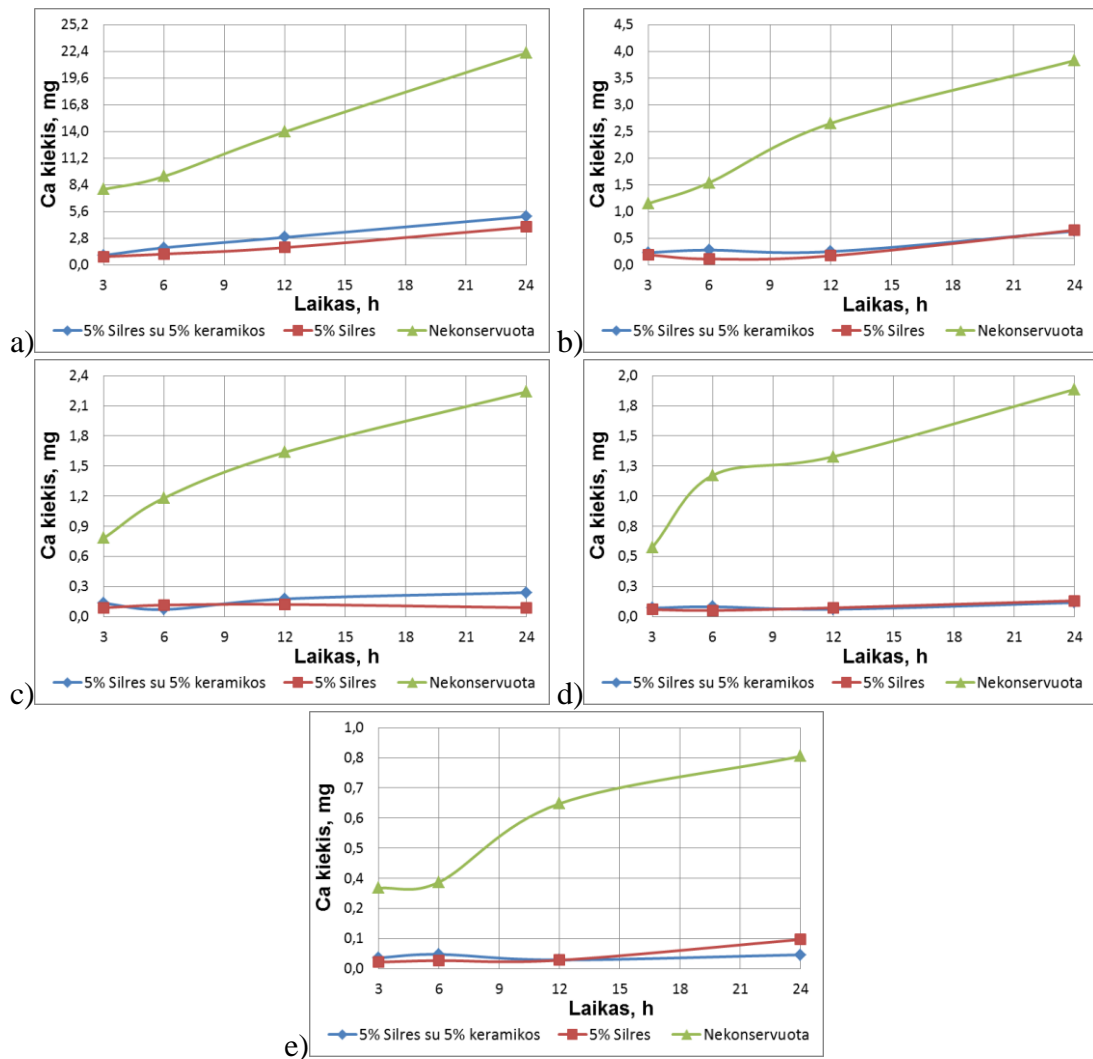 25,2
22,4
19,6
16,8
14,0
11,2
8,4
5,6
2,8
0,0
Ca kiekis, mg
3 6 9 12 15 18 21 24
Laikas, h
5% Silres su 5% keramikos 5% Silres Nekonservuota
a)
4,5
4,0
3,5
3,0
2,5
2,0
1,5
1,0
0,5
0,0
Ca kiekis, mg
3 6 9 12 15 18 21 24
Laikas, h
5% Silres su 5% keramikos 5% Silres Nekonservuota
b)
2,4
2,1
1,8
1,5
1,2
0,9
0,6
0,3
0,0
Ca kiekis, mg
3 6 9 12 15 18 21 24
Laikas, h
5% Silres su 5% keramikos 5% Silres Nekonservuota
c)
2,0
1,8
1,5
1,3
1,0
0,8
0,5
0,3
0,0
Ca kiekis, mg
3 6 9 12 15 18 21 24
Laikas, h
5% Silres su 5% keramikos 5% Silres Nekonservuota
d)
1,0
0,8
0,7
0,5
0,4
0,2
0,1
0,0
Ca kiekis, mg
3 6 9 12 15 18 21 24
Laikas, h
5% Silres su 5% keramikos 5% Silres Nekonservuota
e)